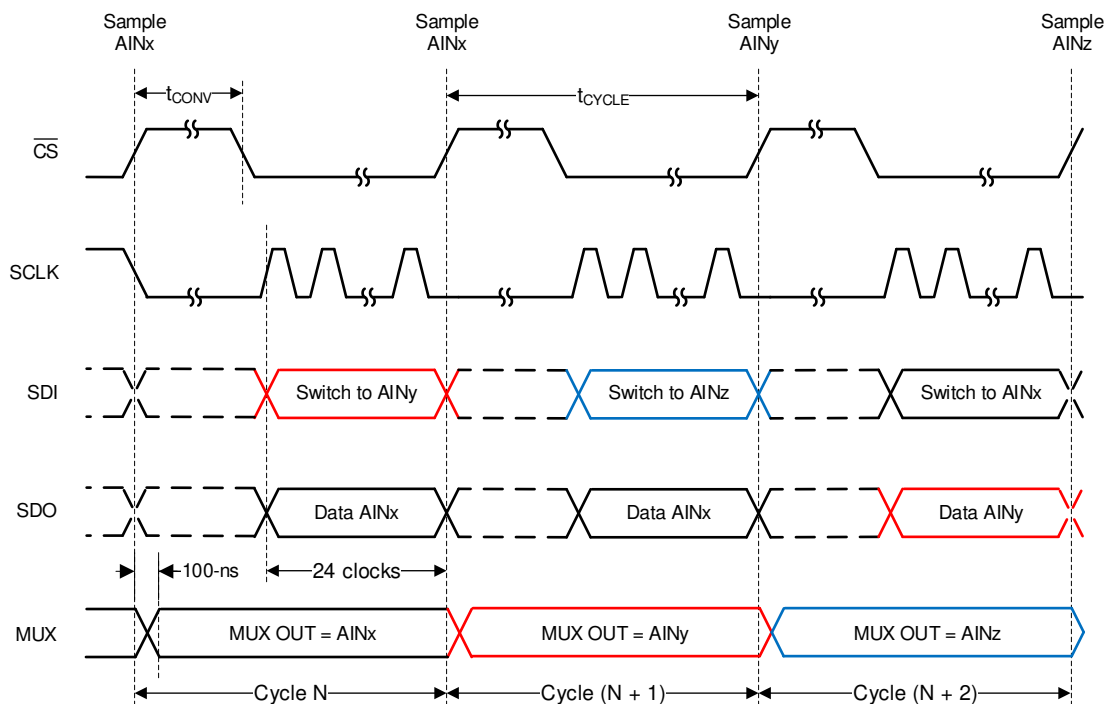 Sample
AINx
Sample
AINx
Sample
AINy
Sample
AINz
tCONV
tCYCLE
CS
SCLK
SDI
Switch to AINy
Switch to AINz
Switch to AINx
SDO
Data AINx
Data AINx
Data AINy
100-ns
24 clocks
MUX
MUX OUT = AINx
MUX OUT = AINy
MUX OUT = AINz
Cycle N
Cycle (N + 1)
Cycle (N + 2)